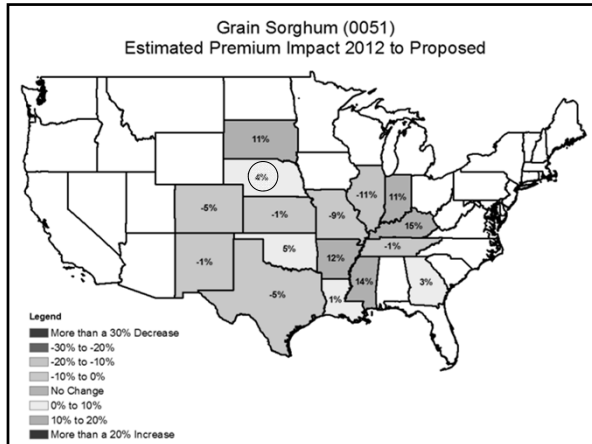 Grain Sorghum (0051)
Estimated Premium Impact 2012 to Proposed
11%
4%
-5%
-1%
-9%
-11%
11%
15%
-1%
5%
12%
-1%
-5%
1%
14%
3%
Legend
More than a 30% Decrease
-30% to -20%
-20% to -10%
-10% to 0%
No Change
0% to 10%
10% to 20%
More than a 20% Increase